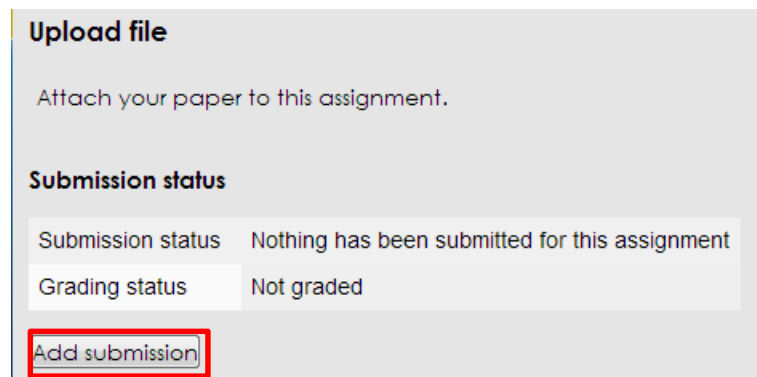 Upload file
Attach your paper to this assignment.
Submission status
Submission status Nothing has been submitted for this assignment
Grading status Not graded
Add submission